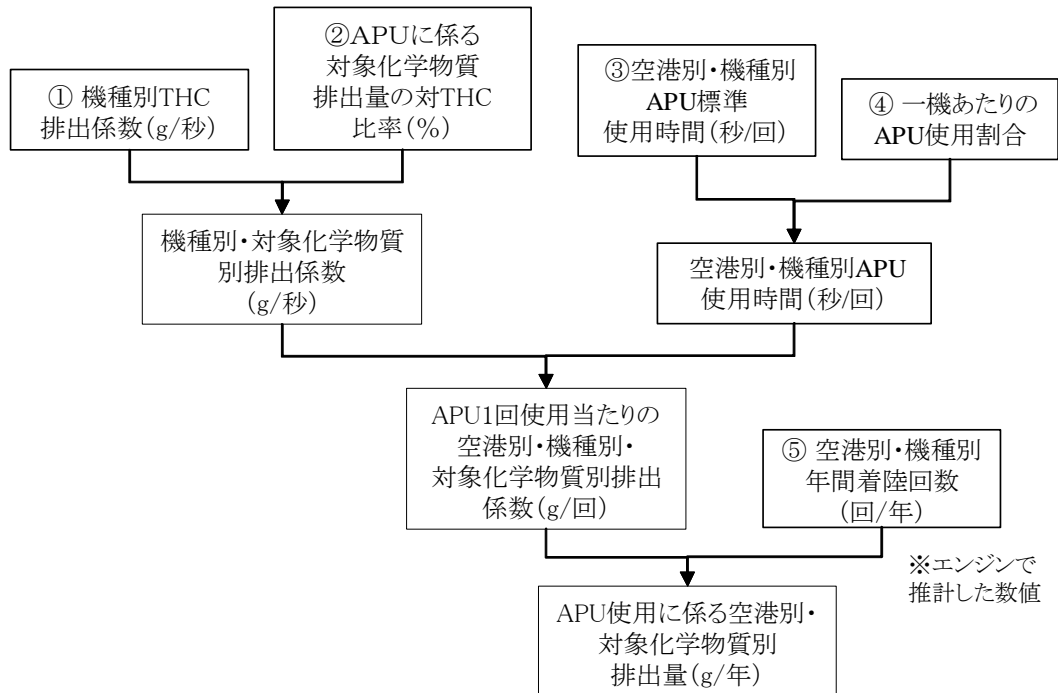 ① 機種別THC
排出係数(g/秒)
②APUに係る
対象化学物質
排出量の対THC
比率(%)
③空港別・機種別
APU標準
使用時間(秒/回)
④ 一機あたりの
APU使用割合
機種別・対象化学物質
別排出係数
(g/秒)
空港別・機種別APU
使用時間(秒/回)
APU1回使用当たりの
空港別・機種別・
対象化学物質別排出
係数(g/回)
⑤ 空港別・機種別
年間着陸回数
(回/年)
※エンジンで
推計した数値
APU使用に係る空港別・
対象化学物質別
排出量(g/年)